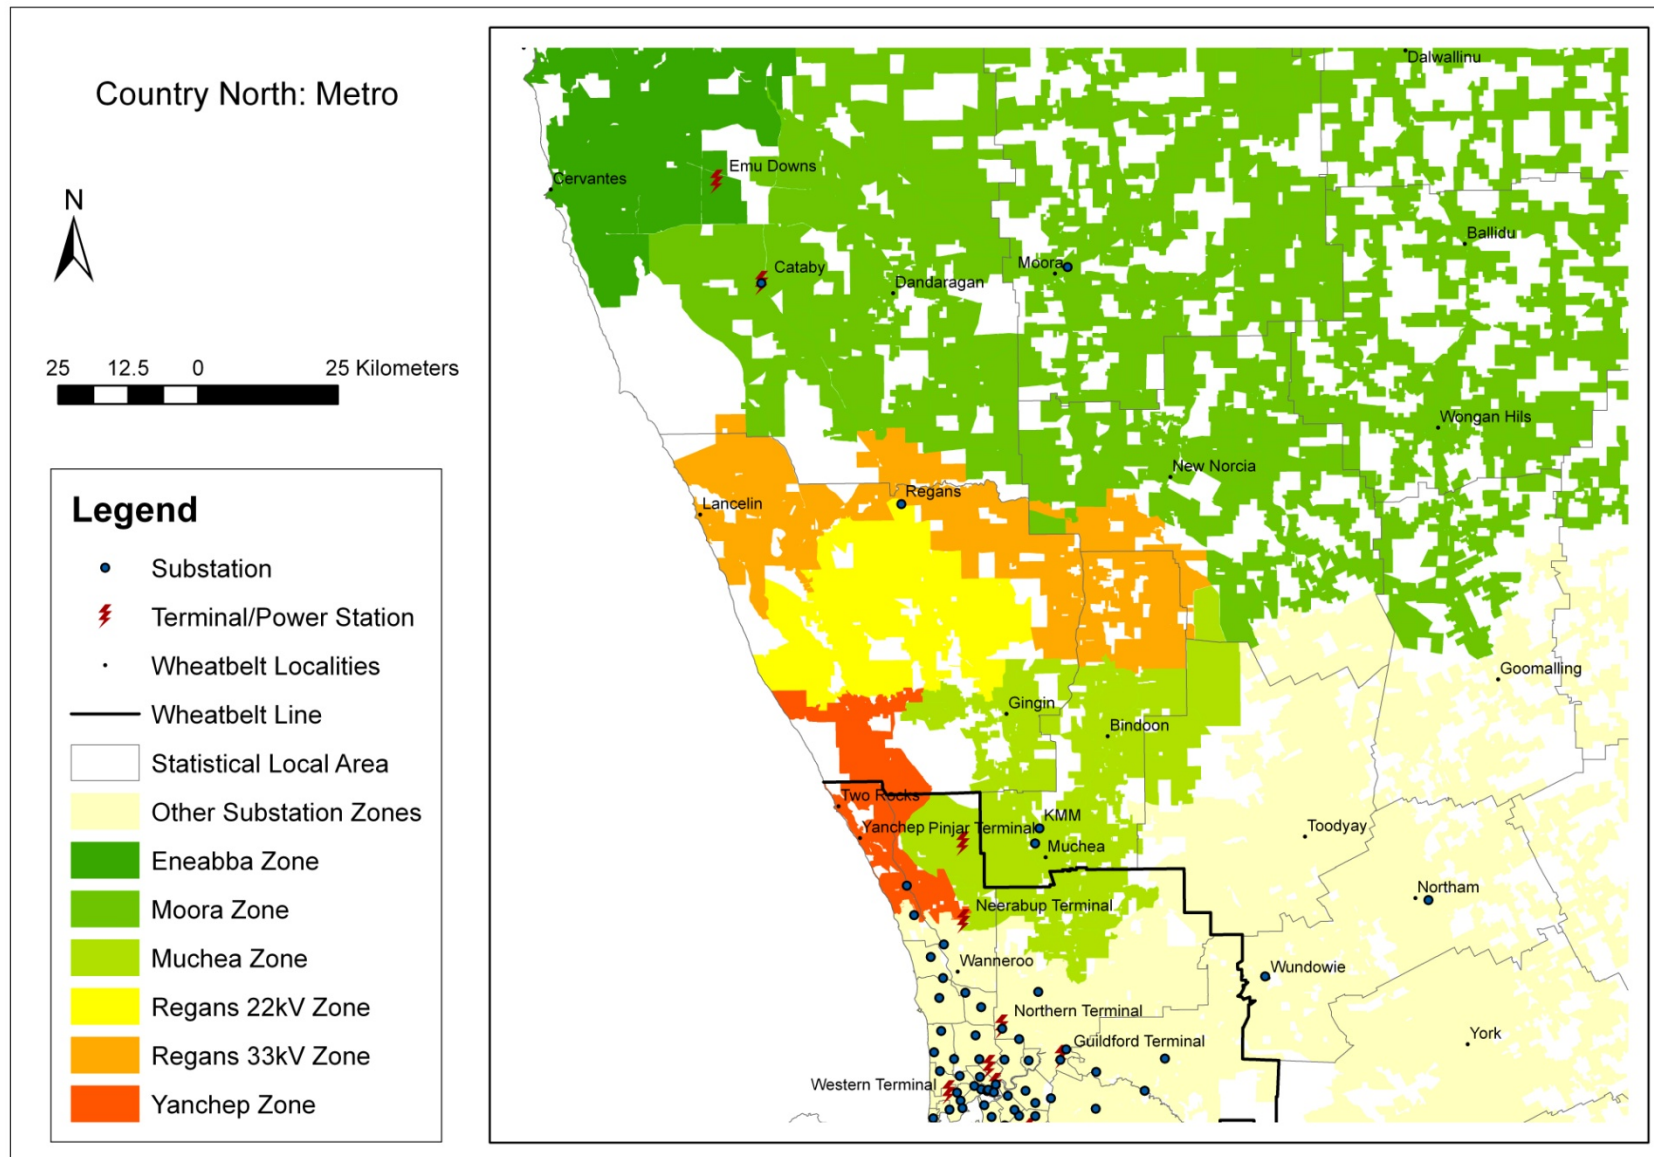 Country North: Metro
N
25 12.5 0 25 Kilometers
Legend
Substation
Terminal/Power Station
Wheatbelt Localities
Wheatbelt Line
Statistical Local Area
Other Substation Zones
Eneabba Zone
Moora Zone
Muchea Zone
Regans 22kV Zone
Regans 33kV Zone
Yanchep Zone
Dalwallinu
Emu Downs
Cervantes
Ballidu
Cataby
Moora
Dandaragan
Wongan Hils
New Norcia
Regans
Lancelin
Goomalling
Gingin
Bindoon
Two Rocks
KMM
Yanchep
Pinjar Terminal
Toodyay
Muchea
Northam
Neerabup Terminal
Wanneroo
Wundowie
Northern Terminal
York
Guildford Terminal
Western Terminal